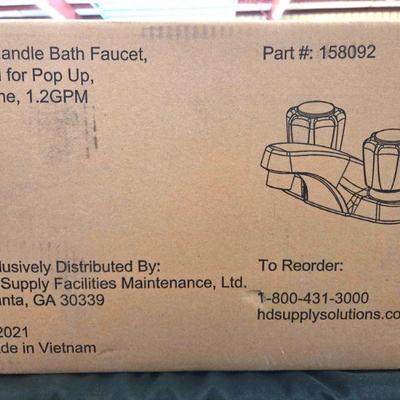 andle Bath Faucet,
for Pop Up,
ne, 1.2GPM
Part #: 158092
lusively Distributed By:
Supply Facilities Maintenance, Ltd.
anta, GA 30339
2021
de in Vietnam
To Reorder:
1-800-431-3000
hdsupplysolutions.co